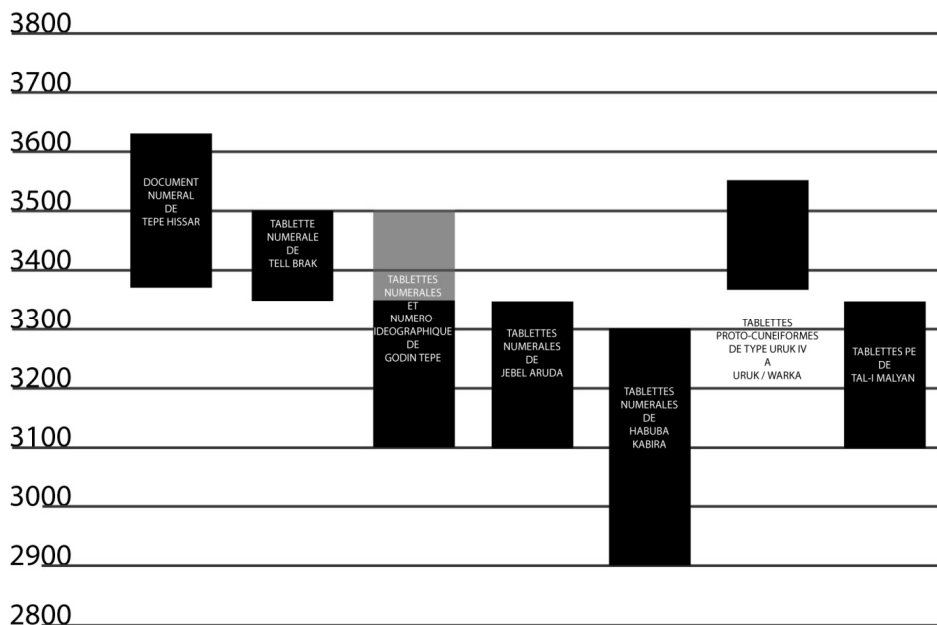 3800
3700
3600
3500
3400
3300
3200
3100
3000
2900
2800
DOCUMENT
NUMERAL
DE
TEPE HISSAR
TABLETTE
NUMERALE
DE
TELL BRAK
TABLETTES
NUMERALES
ET
NUMERO
IDEOGRAPHIQUE
DE
GODIN TEPE
TABLETTES
NUMERALES
DE
JEBEL ARUDA
TABLETTES
NUMERALES
DE
HABUBA
KABIRA
TABLETTES
PROTO-CUNEIFORMES
DE TYPE URUK IV
A
URUK / WARKA
TABLETTES PE
DE
TAL-I MALYAN